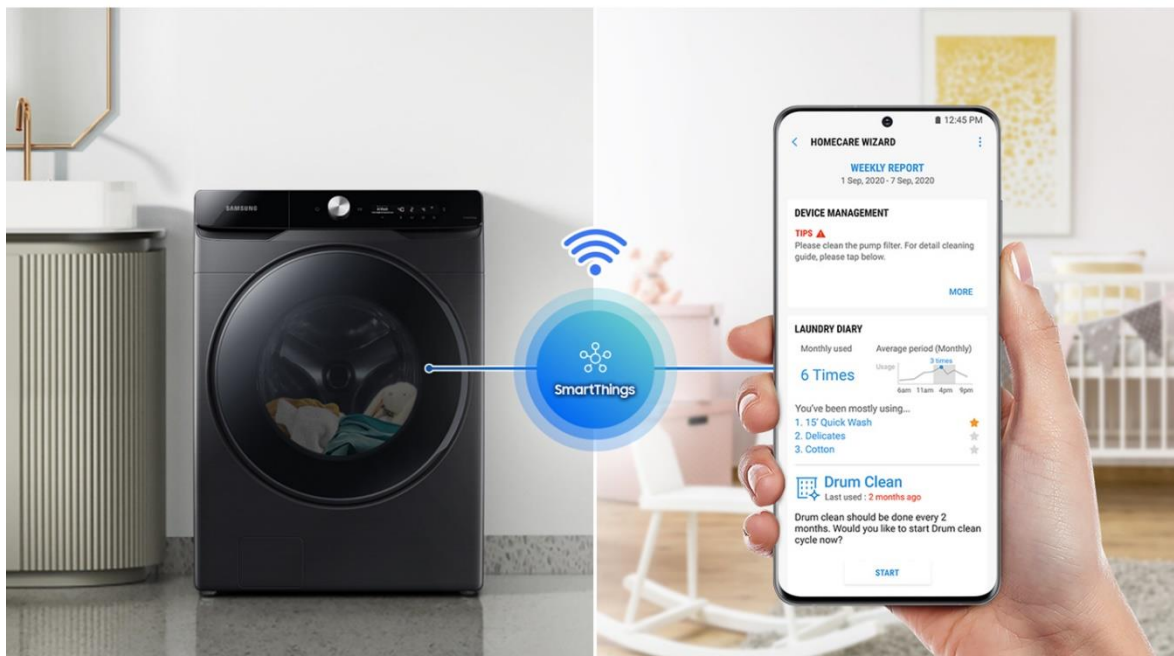 SAMSUNG
SmartThings
12:45 PM
HOMECARE WIZARD
WEEKLY REPORT
1 Sep, 2020 - 7 Sep, 2020
DEVICE MANAGEMENT
TIPS
Please clean the pump filter. For detail cleaning
guide, please tap below.
MORE
LAUNDRY DIARY
Monthly used
Average period (Monthly)
6 Times
3 times
Usage
6am 11am 4pm 9pm
You've been mostly using...
1. 15' Quick Wash
2. Delicates
3. Cotton
Drum Clean
Last used : 2 months ago
Drum clean should be done every 2
months. Would you like to start Drum clean
cycle now?
START